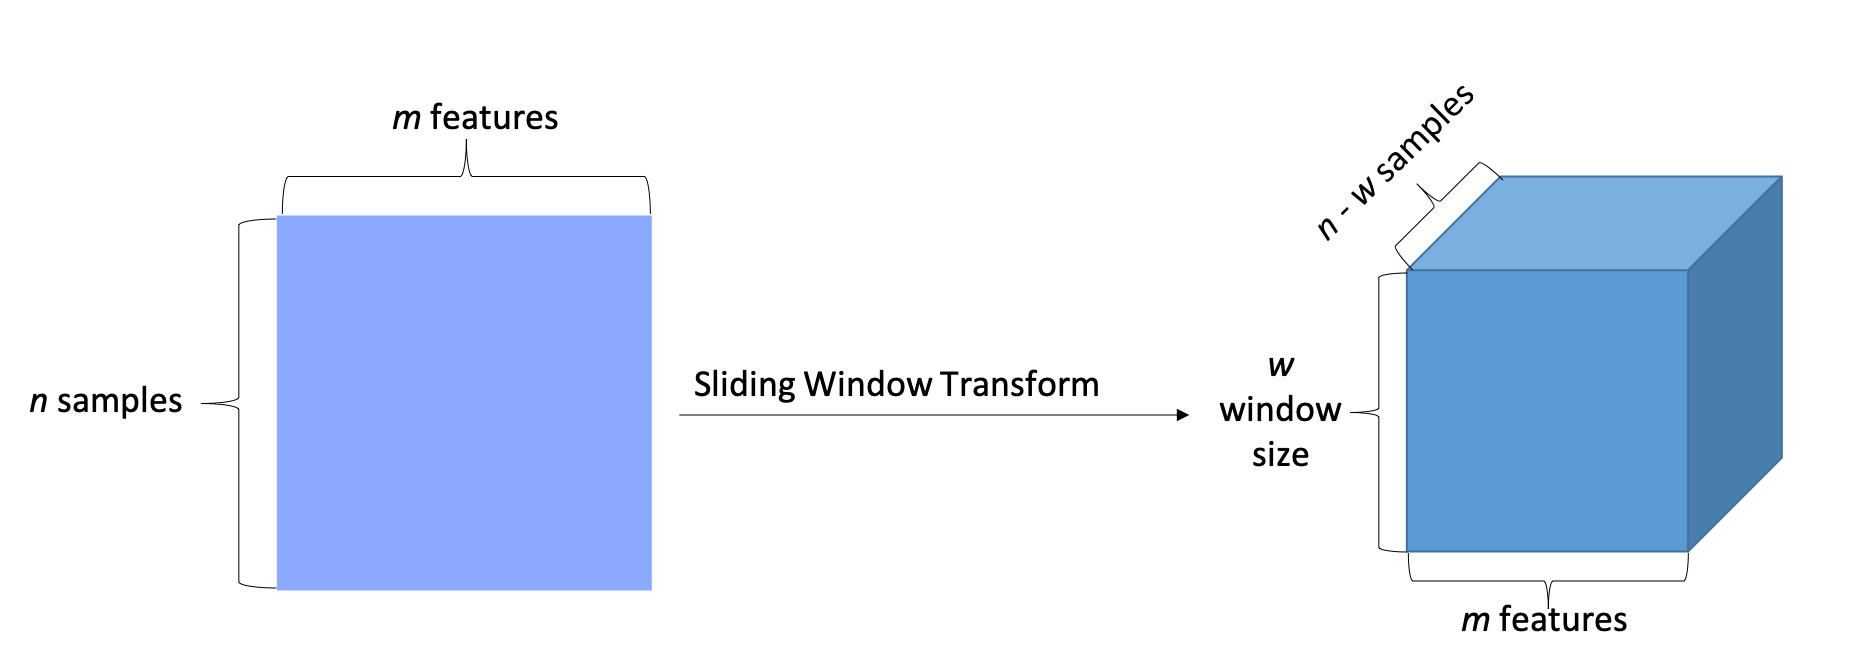 m features
n samples
Sliding Window Transform
n - w samples
w
window
size
m features